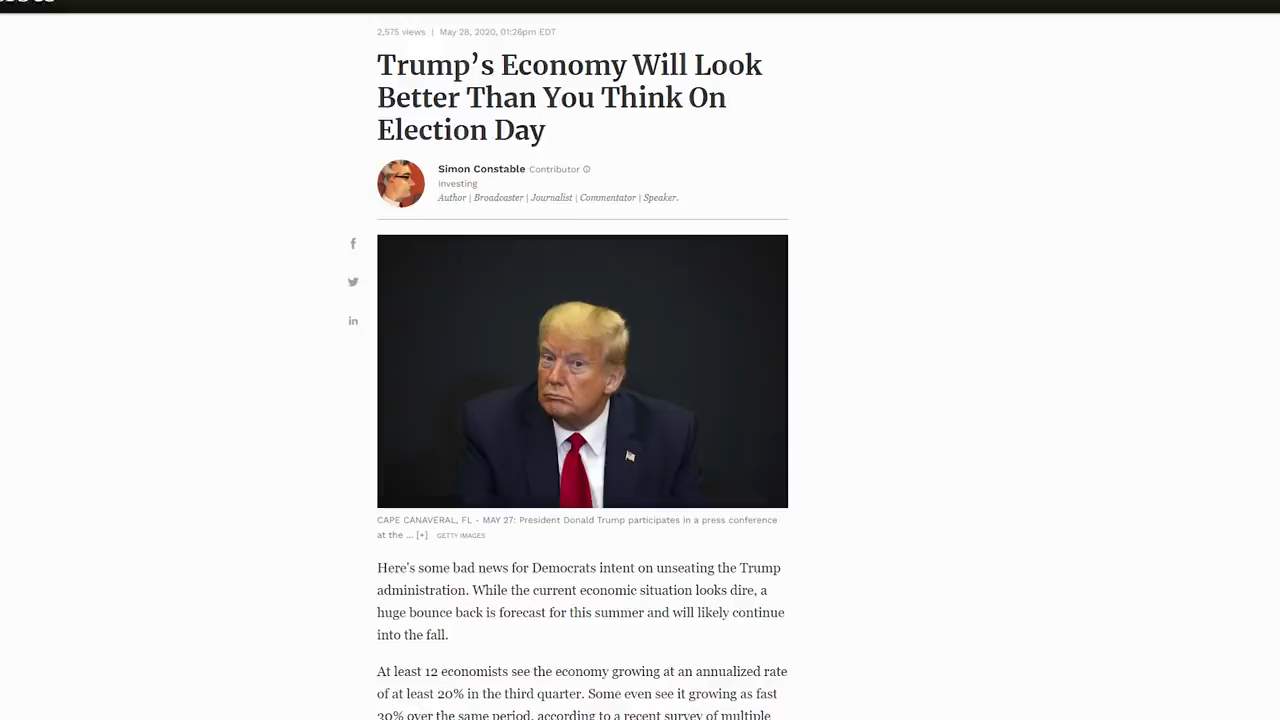 2,575 views | May 28, 2020, 01:26pm EDT
Trump’s Economy Will Look
Better Than You Think On
Election Day
Simon Constable Contributor
Investing
Author | Broadcaster | Journalist | Commentator | Speaker.
CAPE CANAVERAL, FL - MAY 27: President Donald Trump participates in a press conference
at the ... [+] GETTY IMAGES
Here's some bad news for Democrats intent on unseating the Trump
administration. While the current economic situation looks dire, a
huge bounce back is forecast for this summer and will likely continue
into the fall.
At least 12 economists see the economy growing at an annualized rate
of at least 20% in the third quarter. Some even see it growing as fast
30% over the same period, according to a recent survey of multiple